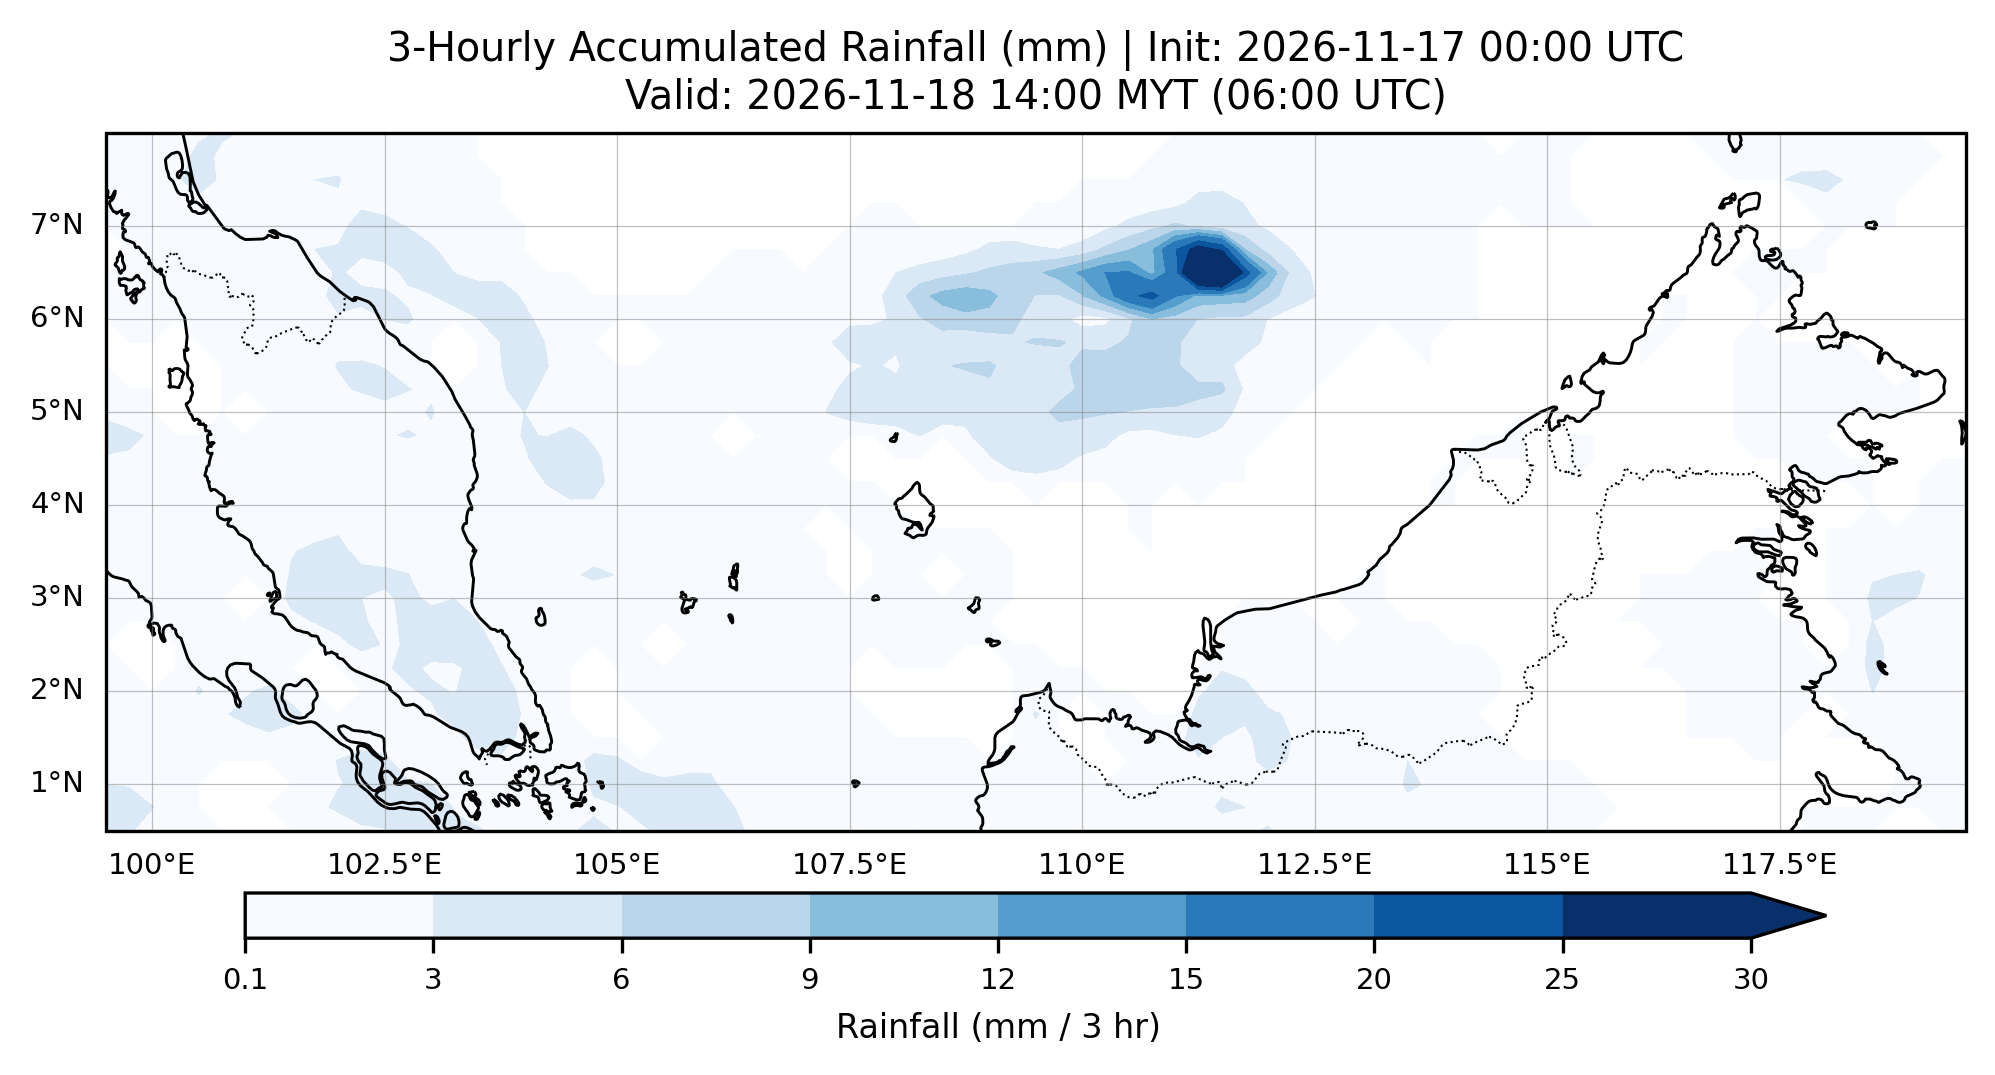 3-Hourly Accumulated Rainfall (mm) | Init: 2026-11-17 00:00 UTC
Valid: 2026-11-18 14:00 MYT (06:00 UTC)
7°N
6°N
5°N
4°N
3°N
2°N
1°N
100°E 102.5°E 105°E 107.5°E 110°E 112.5°E 115°E 117.5°E
0.1 3 6 9 12 15 20 25 30
Rainfall (mm / 3 hr)